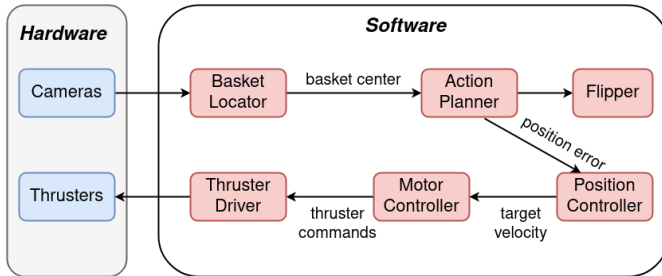 Hardware
Software
Cameras
Basket
Locator
basket center
Action
Planner
Flipper
position error
Thrusters
Thruster
Driver
thruster
commands
Motor
Controller
target
velocity
Position
Controller